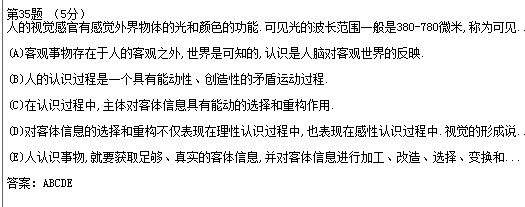 第35题 (5分)
人的视觉感官有感觉外界物体的光和颜色的功能.可见光的波长范围一般是380-780微米,称为可见..
(A)客观事物存在于人的客观之外,世界是可知的,认识是人脑对客观世界的反映.
(B)人的认识过程是一个具有能动性、创造性的矛盾运动过程.
(C)在认识过程中,主体对客体信息具有能动的选择和重构作用.
(D)对客体信息的选择和重构不仅表现在理性认识过程中,也表现在感性认识过程中.视觉的形成说..
(E)人认识事物,就要获取足够、真实的客体信息,并对客体信息进行加工、改造、选择、变换和...
答案: ABCDE